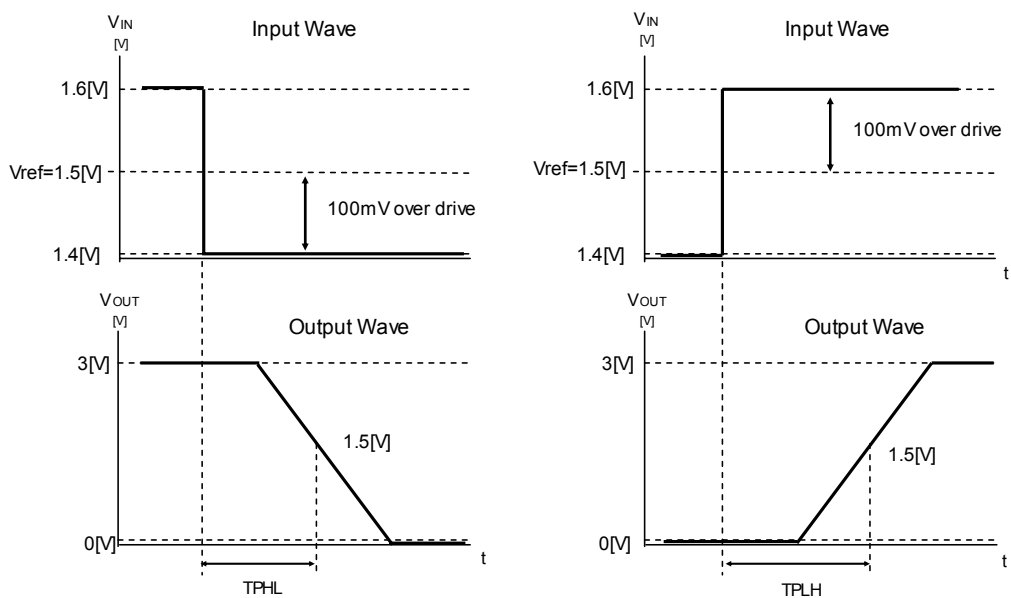 VIN
[V]
Input Wave
1.6[V]
Vref=1.5[V]
100mV over drive
1.4[V]
VOUT
[V]
Output Wave
3[V]
1.5[V]
0[V]
t
TPHL
VIN
[V]
Input Wave
1.6[V]
100mV over drive
Vref=1.5[V]
1.4[V]
t
VOUT
[V]
Output Wave
3[V]
1.5[V]
0[V]
t
TPLH